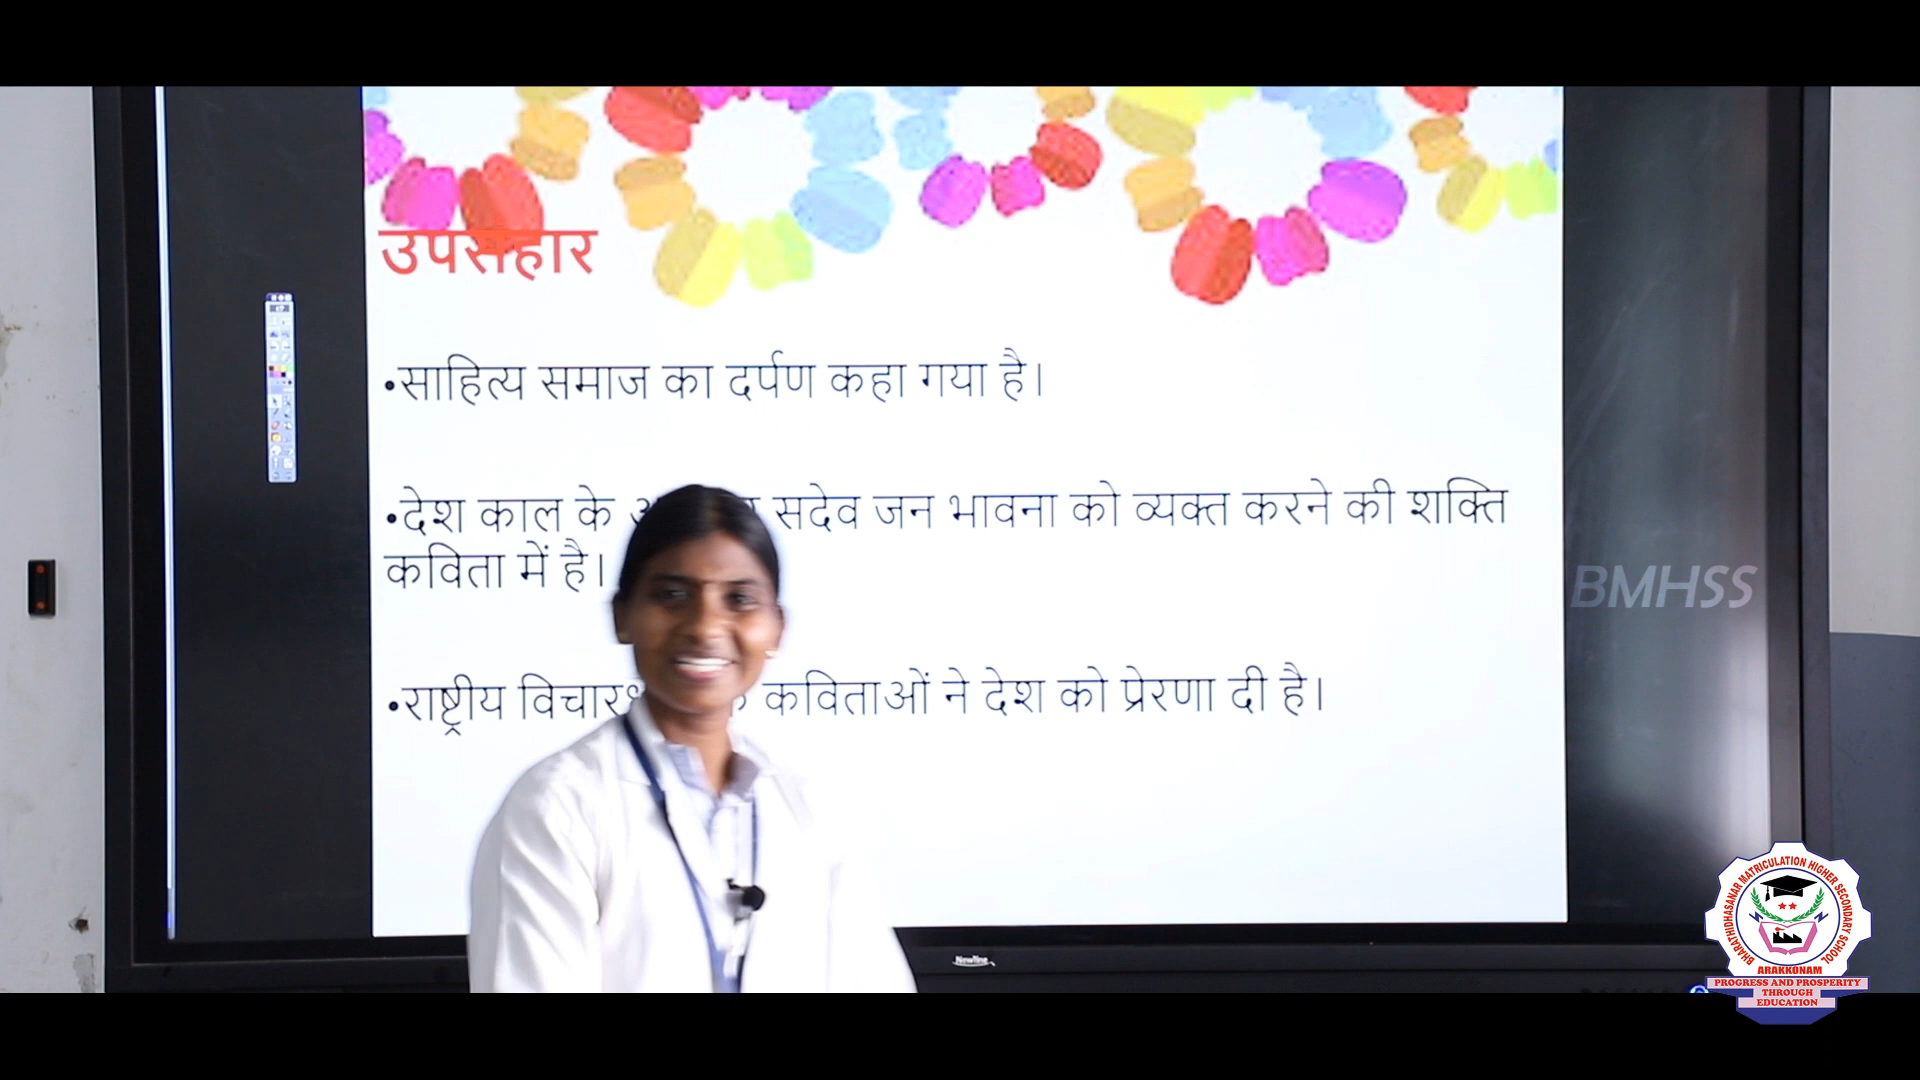 उपसंहार
•साहित्य समाज का दर्पण कहा गया है।
•देश काल के सदेव जन भावना को व्यक्त करने की शक्ति
कविता में है।
•राष्ट्रीय कविताओं ने देश को प्रेरणा दी है।
BMHSS
Newline
BHARATHIDHASANAR MATRICULATION HIGHER SECONDARY SCHOOL
ARAKKONAM
PROGRESS AND PROSPERITY
THROUGH
EDUCATION